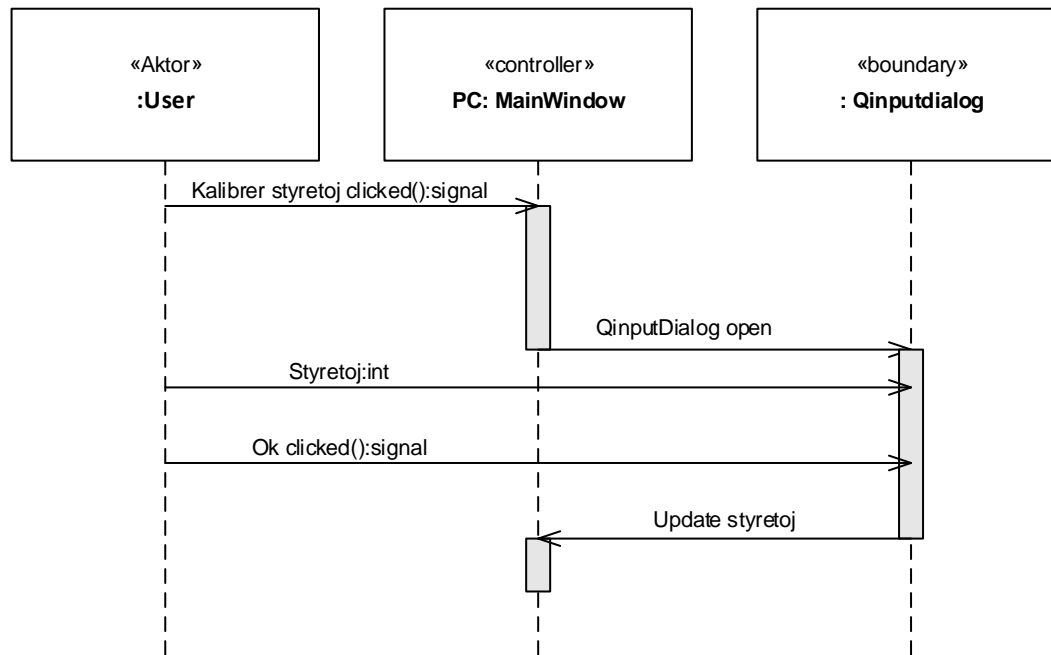 «Aktor»
:User
«controller»
PC: MainWindow
«boundary»
: Qinputdialog
Kalibrer styretoj clicked():signal
QinputDialog open
Styretoj:int
Ok clicked():signal
Update styretoj